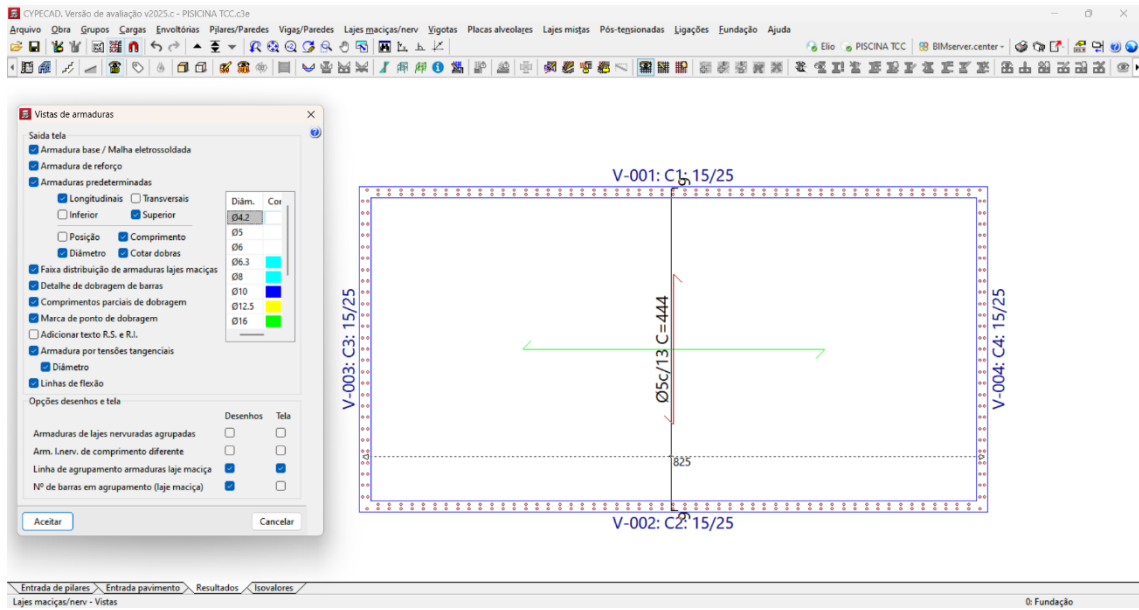 CYPECAD. Versão de avaliação v2025.c - PISICINA TCC.c3e
Arquivo Obra Grupos Cargas Envoltórias Pilares/Paredes Vigas/Paredes Lajes maciças/nerv Vigotas Placas alveolares Lajes mistas Pós-tensionadas Ligações Fundação Ajuda
Elio PISCINA TCC BIMserver.center
Vistas de armaduras
Saida tela
Armadura base / Malha eletrossoldada
Armadura de reforço
Armaduras predeterminadas
Longitudinais Transversais
Inferior Superior
Posição Comprimento
Diâmetro Cotar dobras
Faixa distribuição de armaduras lajes maciças
Detalhe de dobragem de barras
Comprimentos parciais de dobragem
Marca de ponto de dobragem
Adicionar texto R.S. e R.I.
Armadura por tensões tangenciais
Diámetro
Linhas de flexão
Diâm. Cor
Ø4.2
Ø5
Ø6
Ø6.3
Ø8
Ø10
Ø12.5
Ø16
Opções desenhos e tela
Desenhos Tela
Armaduras de lajes nervuradas agrupadas
Arm. l.nerv. de comprimento diferente
Linha de agrupamento armaduras laje maciça
Nº de barras em agrupamento (laje maciça)
Aceitar Cancelar
V-001: C1: 15/25
6
V-003: C3: 15/25
Ø5c/13 C=444
V-004: C4: 15/25
825
6
V-002: C2: 15/25
Entrada de pilares Entrada pavimento Resultados Isovalores
Lajes maciças/nerv - Vistas 0: Fundação